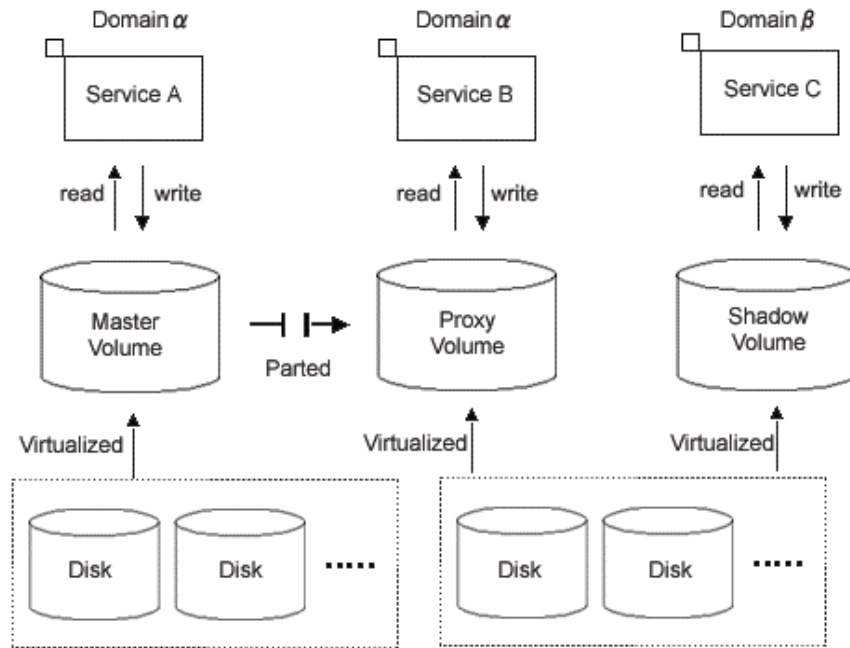 Domain α
Domain α
Domain β
Service A
Service B
Service C
read
write
read
write
read
write
Master
Volume
Proxy
Volume
Shadow
Volume
Parted
Virtualized
Virtualized
Virtualized
Disk
Disk
.....
Disk
Disk
.....